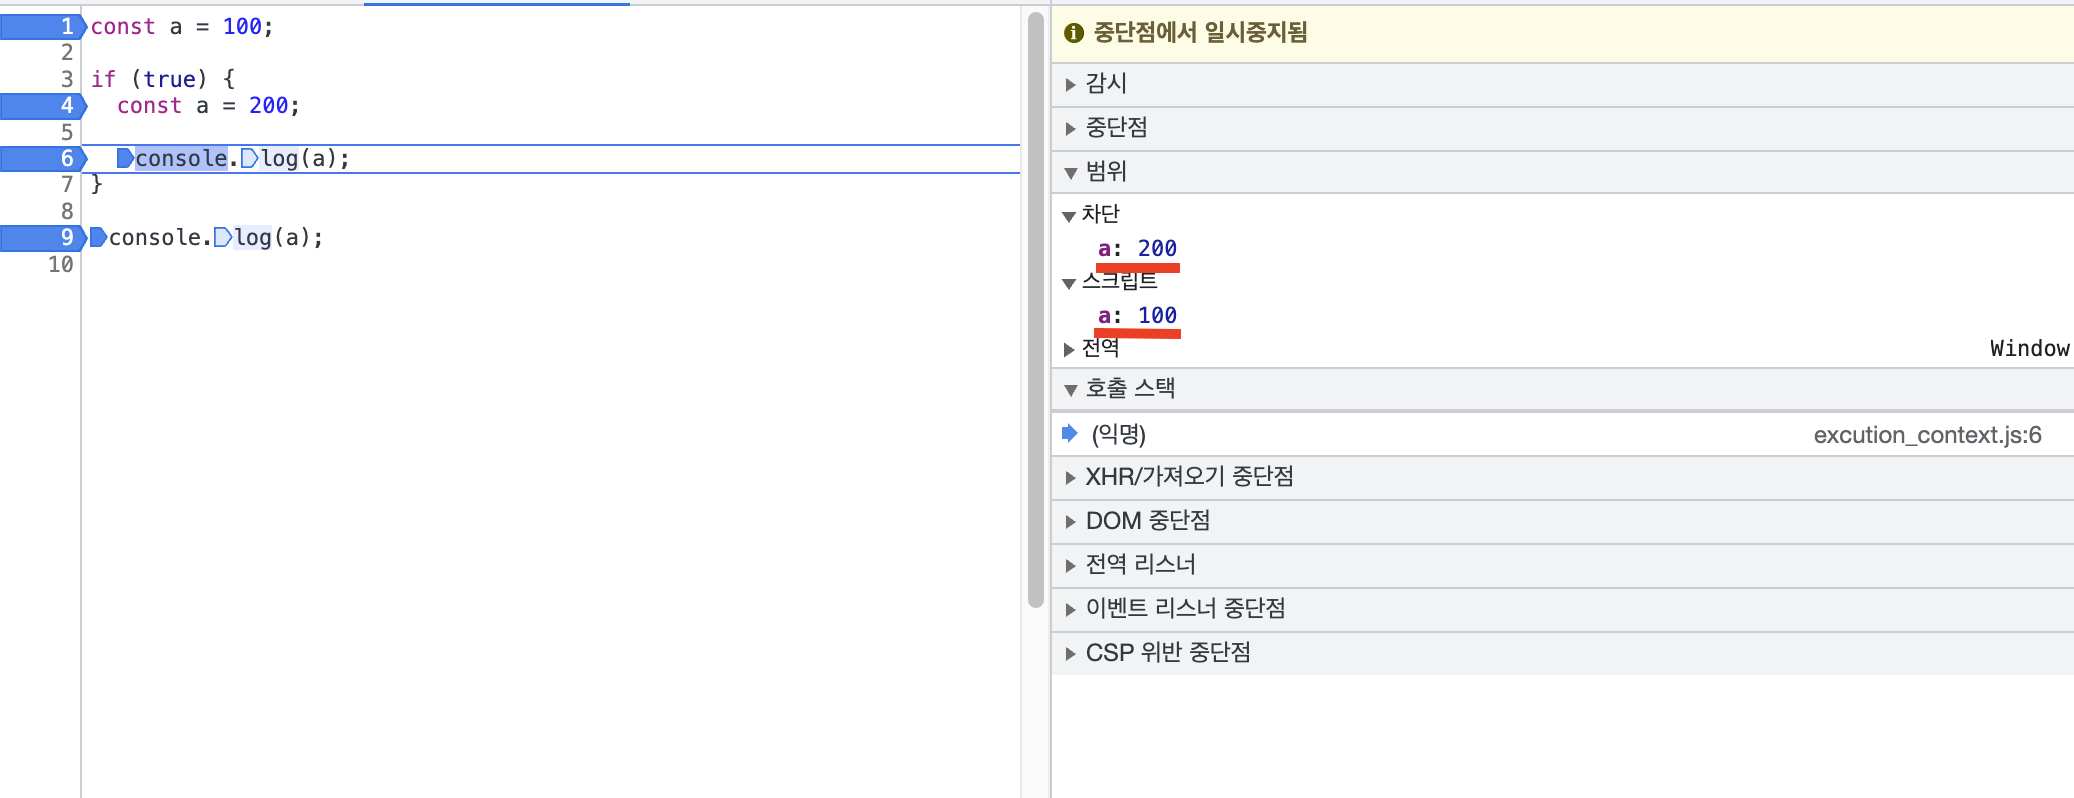 1 const a = 100;
2
3 if (true) {
4 const a = 200;
5
6 console.log(a);
7 }
8
9 console.log(a);
10
중단점에서 일시중지됨
감시
중단점
범위
차단
a: 200
스크립트
a: 100
전역 Window
호출 스택
(익명) excution_context.js:6
XHR/가져오기 중단점
DOM 중단점
전역 리스너
이벤트 리스너 중단점
CSP 위반 중단점